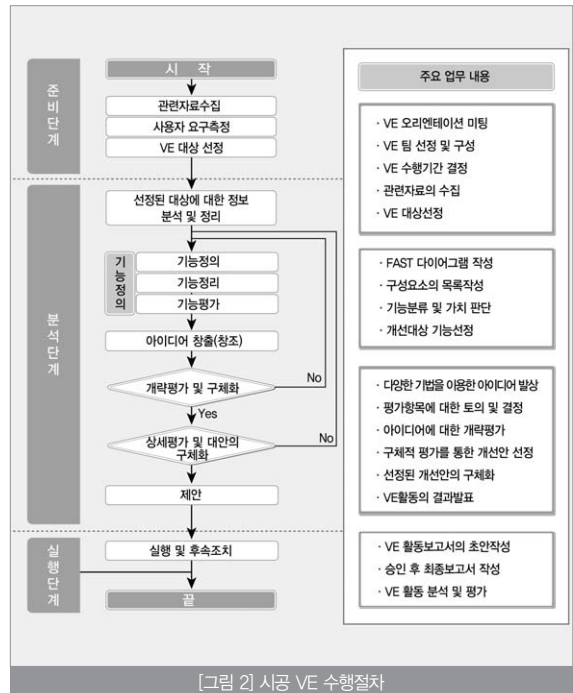 준비단계
시 작
관련자료수집
사용자 요구측정
VE 대상 선정
분석단계
선정된 대상에 대한 정보
분석 및 정리
기능정의
기능정의
기능정리
기능평가
아이디어 창출(창조)
개략평가 및 구체화
No
Yes
상세평가 및 대안의
구체화
No
제안
실행단계
실행 및 후속조치
끝
주요 업무 내용
· VE 오리엔테이션 미팅
· VE 팀 선정 및 구성
· VE 수행기간 결정
· 관련자료의 수집
· VE 대상선정
· FAST 다이어그램 작성
· 구성요소의 목록작성
· 기능분류 및 가치 판단
· 개선대상 기능선정
· 다양한 기법을 이용한 아이디어 발상
· 평가항목에 대한 토의 및 결정
· 아이디어에 대한 개략평가
· 구체적 평가를 통한 개선안 선정
· 선정된 개선안의 구체화
· VE활동의 결과발표
· VE 활동보고서의 초안작성
· 승인 후 최종보고서 작성
· VE 활동 분석 및 평가
[그림 2] 시공 VE 수행절차